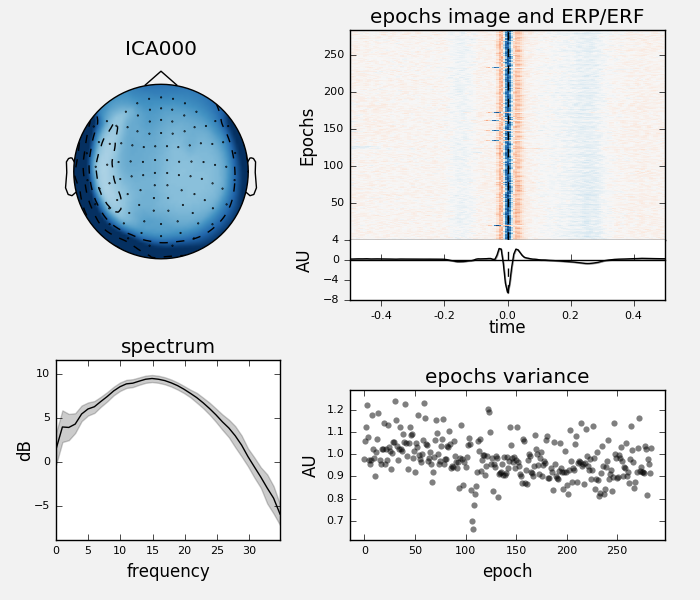 ICA000
epochs image and ERP/ERF
Epochs
250
200
150
100
50
AU
4
0
−4
−8
-0.4 -0.2 0.0 0.2 0.4
time
spectrum
dB
10
5
0
−5
0 5 10 15 20 25 30
frequency
epochs variance
AU
1.2
1.1
1.0
0.9
0.8
0.7
0 50 100 150 200 250
epoch